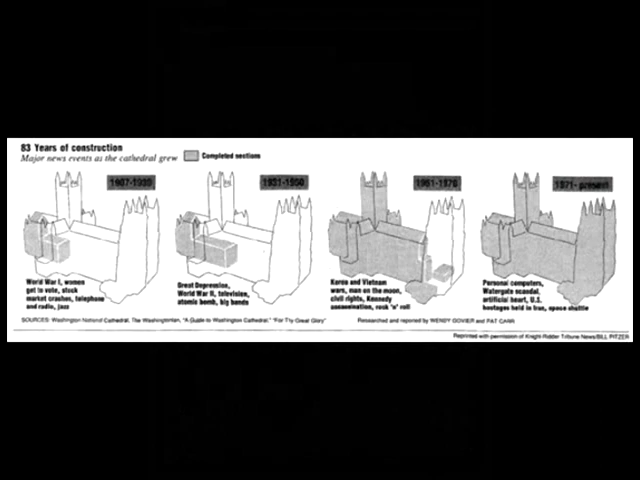 83 Years of construction
Major news events as the cathedral grew
Completed sections
1907-1930
1931-1950
1951-1970
1971- present
World War I, women
get to vote, stock
market crashes, telephone
and radio, jazz
Great Depression,
World War II, television,
atomic bomb, big bands
Korea and Vietnam
wars, man on the moon,
civil rights, Kennedy
assassination, rock 'n' roll
Personal computers,
Watergate scandal,
artificial heart, U.S.
hostages held in Iran, space shuttle
SOURCES: Washington National Cathedral, The Washingtonian, "A Guide to Washington Cathedral," "For Thy Great Glory"
Researched and reported by WENDY GOVIER and PAT CARR
Reprinted with permission of Knight-Ridder Tribune News/BILL PITZER